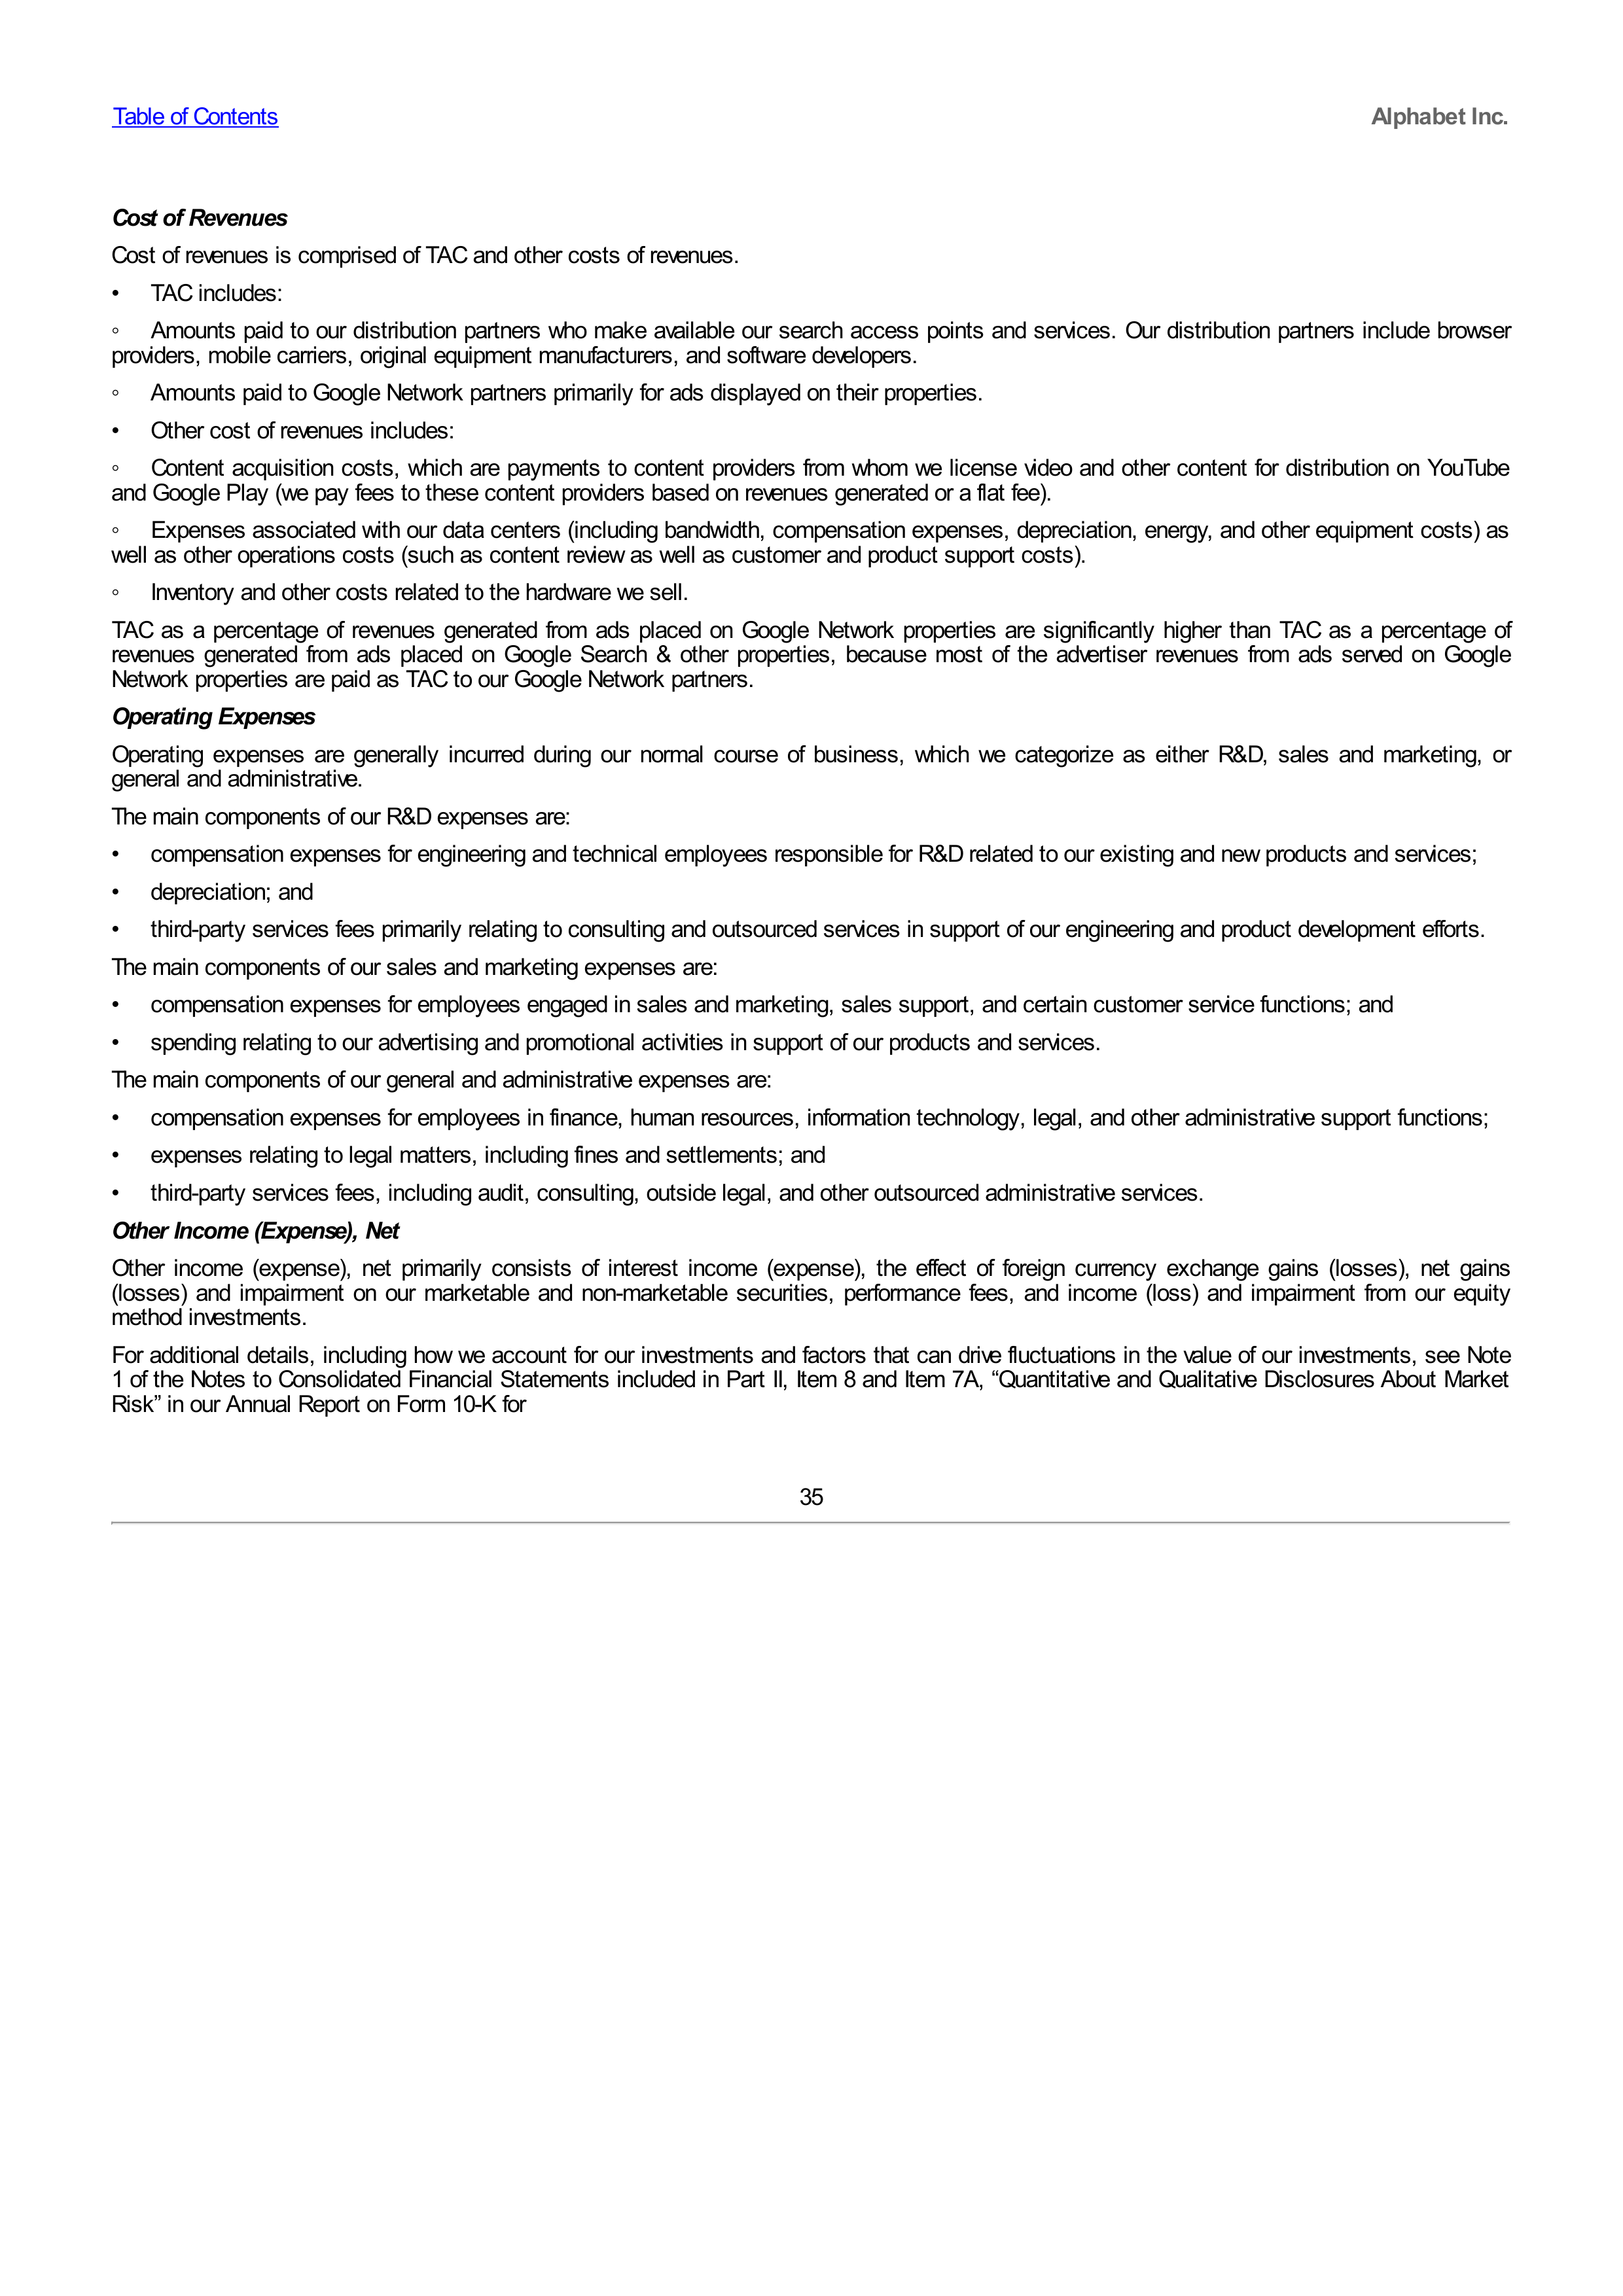 Table of Contents
Alphabet Inc.
Cost of Revenues
Cost of revenues is comprised of TAC and other costs of revenues.
• TAC includes:
◦ Amounts paid to our distribution partners who make available our search access points and services. Our distribution partners include browser
providers, mobile carriers, original equipment manufacturers, and software developers.
◦ Amounts paid to Google Network partners primarily for ads displayed on their properties.
• Other cost of revenues includes:
◦ Content acquisition costs, which are payments to content providers from whom we license video and other content for distribution on YouTube
and Google Play (we pay fees to these content providers based on revenues generated or a flat fee).
◦ Expenses associated with our data centers (including bandwidth, compensation expenses, depreciation, energy, and other equipment costs) as
well as other operations costs (such as content review as well as customer and product support costs).
◦ Inventory and other costs related to the hardware we sell.
TAC as a percentage of revenues generated from ads placed on Google Network properties are significantly higher than TAC as a percentage of
revenues generated from ads placed on Google Search & other properties, because most of the advertiser revenues from ads served on Google
Network properties are paid as TAC to our Google Network partners.
Operating Expenses
Operating expenses are generally incurred during our normal course of business, which we categorize as either R&D, sales and marketing, or
general and administrative.
The main components of our R&D expenses are:
• compensation expenses for engineering and technical employees responsible for R&D related to our existing and new products and services;
• depreciation; and
• third-party services fees primarily relating to consulting and outsourced services in support of our engineering and product development efforts.
The main components of our sales and marketing expenses are:
• compensation expenses for employees engaged in sales and marketing, sales support, and certain customer service functions; and
• spending relating to our advertising and promotional activities in support of our products and services.
The main components of our general and administrative expenses are:
• compensation expenses for employees in finance, human resources, information technology, legal, and other administrative support functions;
• expenses relating to legal matters, including fines and settlements; and
• third-party services fees, including audit, consulting, outside legal, and other outsourced administrative services.
Other Income (Expense), Net
Other income (expense), net primarily consists of interest income (expense), the effect of foreign currency exchange gains (losses), net gains
(losses) and impairment on our marketable and non-marketable securities, performance fees, and income (loss) and impairment from our equity
method investments.
For additional details, including how we account for our investments and factors that can drive fluctuations in the value of our investments, see Note
1 of the Notes to Consolidated Financial Statements included in Part II, Item 8 and Item 7A, “Quantitative and Qualitative Disclosures About Market
Risk” in our Annual Report on Form 10-K for
35